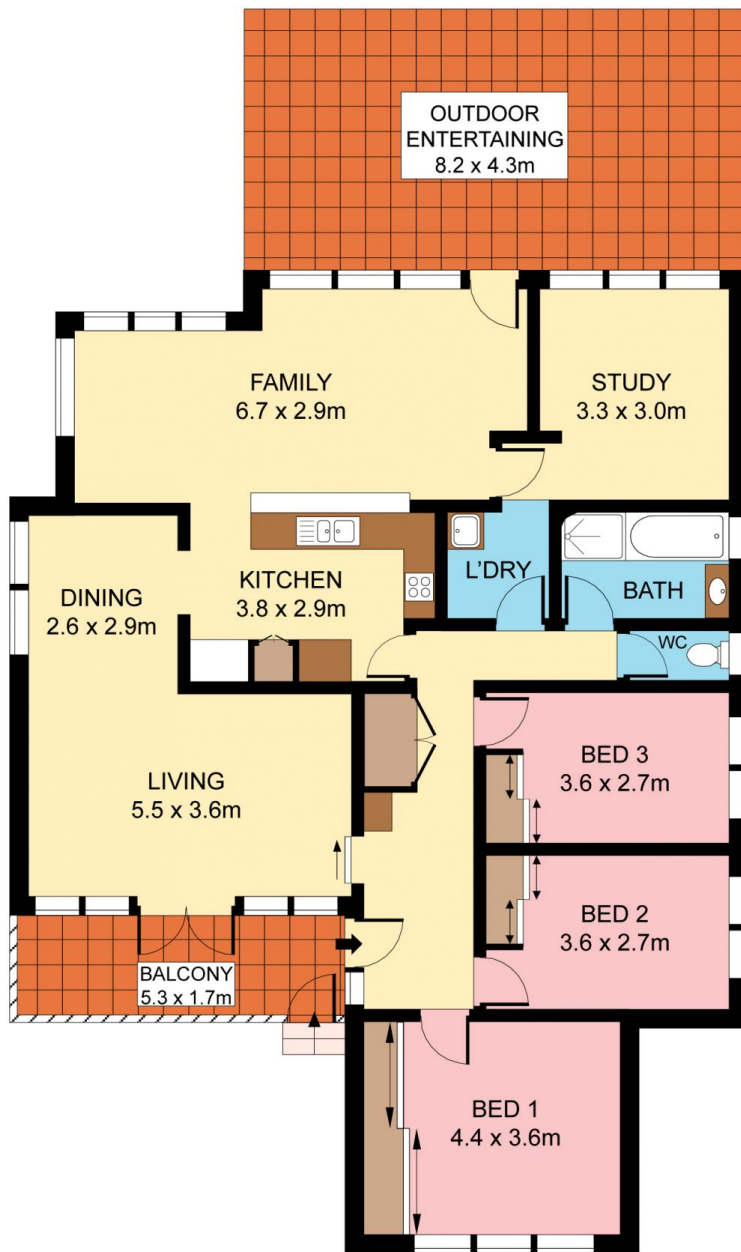 OUTDOOR
ENTERTAINING
8.2 x 4.3m
FAMILY
6.7 x 2.9m
STUDY
3.3 x 3.0m
DINING
2.6 x 2.9m
KITCHEN
3.8 x 2.9m
L'DRY
BATH
WC
LIVING
5.5 x 3.6m
BED 3
3.6 x 2.7m
BED 2
3.6 x 2.7m
BALCONY
5.3 x 1.7m
BED 1
4.4 x 3.6m